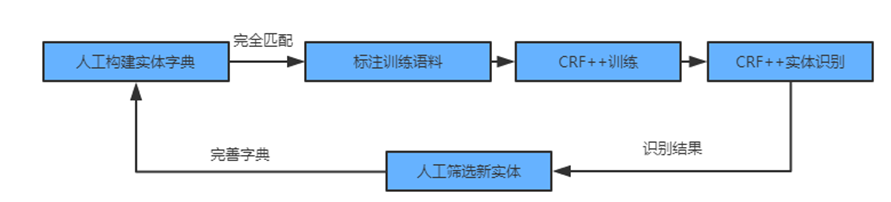 完全匹配
人工构建实体字典
标注训练语料
CRF++训练
CRF++实体识别
完善字典
识别结果
人工筛选新实体